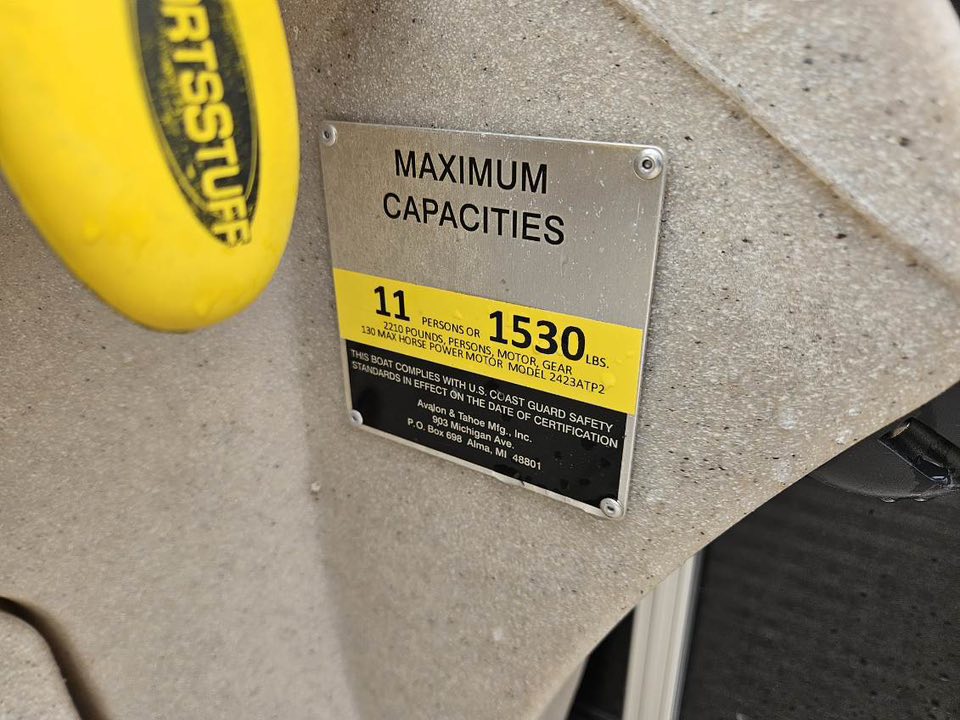 ORTSSTUFF
MAXIMUM
CAPACITIES
11 PERSONS OR 1530 LBS.
2210 POUNDS, PERSONS, MOTOR, GEAR
130 MAX HORSE POWER MOTOR MODEL 2423ATP2
THIS BOAT COMPLIES WITH U.S. COAST GUARD SAFETY
STANDARDS IN EFFECT ON THE DATE OF CERTIFICATION
Avalon & Tahoe Mfg., Inc.
903 Michigan Ave.
P.O. Box 698 Alma, MI 48801